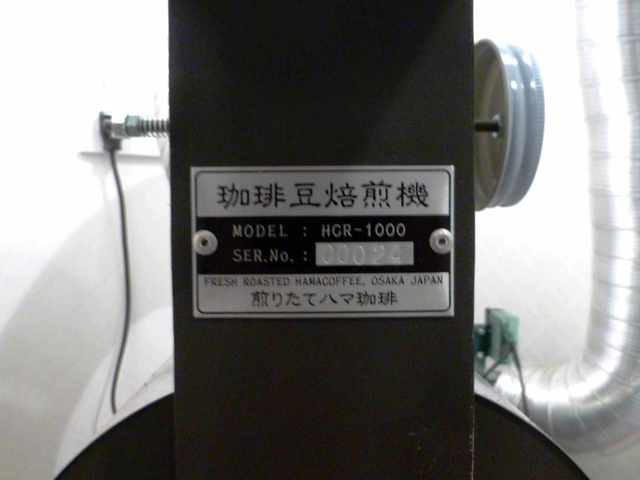 珈琲豆焙煎機
MODEL : HCR-1000
SER.No. : 00024
FRESH ROASTED HAMACOFFEE, OSAKA JAPAN
煎りたてハマ珈琲